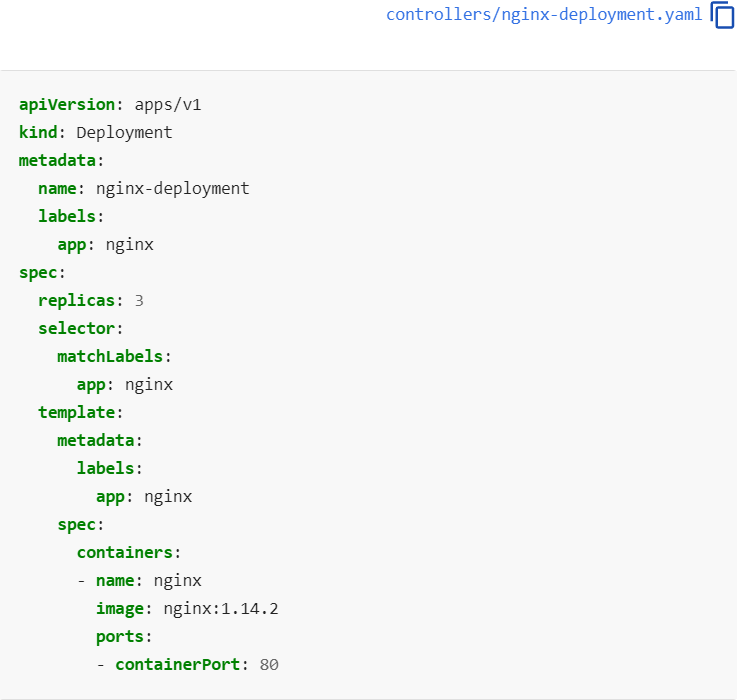 controllers/nginx-deployment.yaml
apiVersion: apps/v1
kind: Deployment
metadata:
  name: nginx-deployment
  labels:
    app: nginx
spec:
  replicas: 3
  selector:
    matchLabels:
      app: nginx
  template:
    metadata:
      labels:
        app: nginx
    spec:
      containers:
      - name: nginx
        image: nginx:1.14.2
        ports:
        - containerPort: 80